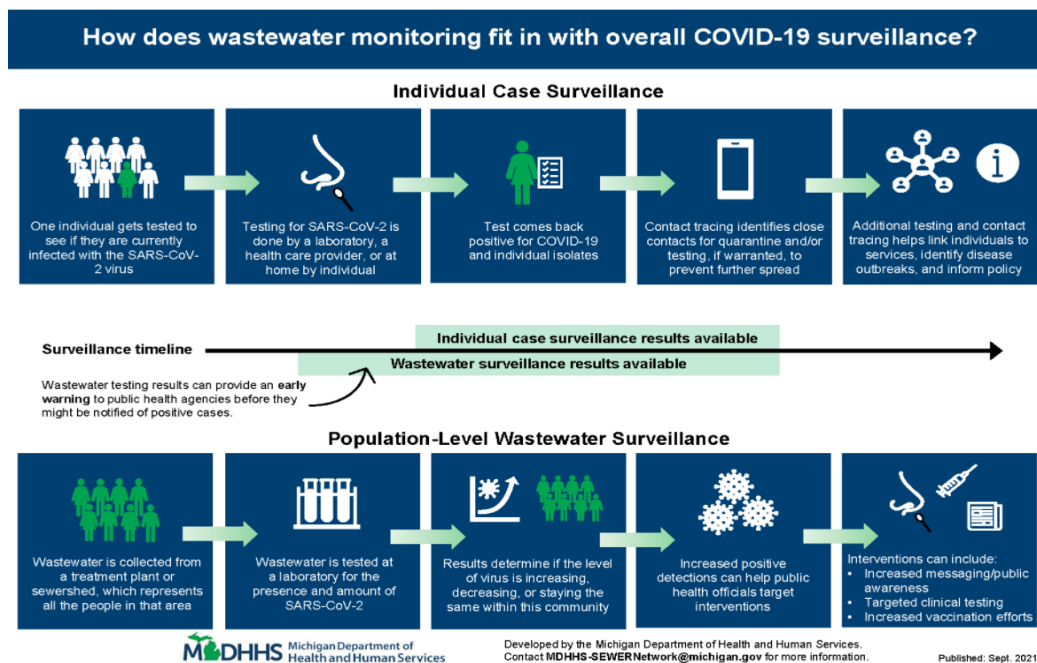 How does wastewater monitoring fit in with overall COVID-19 surveillance?
Individual Case Surveillance
One individual gets tested to
see if they are currently
infected with the SARS-CoV-
2 virus
Testing for SARS-CoV-2 is
done by a laboratory, a
health care provider, or at
home by individual
Test comes back
positive for COVID-19
and individual isolates
Contact tracing identifies close
contacts for quarantine and/or
testing, if warranted, to
prevent further spread
Additional testing and contact
tracing helps link individuals to
services, identify disease
outbreaks, and inform policy
Individual case surveillance results available
Surveillance timeline
Wastewater surveillance results available
Wastewater testing results can provide an early
warning to public health agencies before they
might be notified of positive cases.
Population-Level Wastewater Surveillance
Wastewater is collected from
a treatment plant or
sewershed, which represents
all the people in that area
Wastewater is tested at
a laboratory for the
presence and amount of
SARS-CoV-2
Results determine if the level
of virus is increasing,
decreasing, or staying the
same within this community
Increased positive
detections can help public
health officials target
interventions
Interventions can include:
• Increased messaging/public
awareness
• Targeted clinical testing
• Increased vaccination efforts
MDHHS Michigan Department of
Health and Human Services
Developed by the Michigan Department of Health and Human Services.
Contact MDHHS-SEWERNetwork@michigan.gov for more information.
Published: Sept. 2021